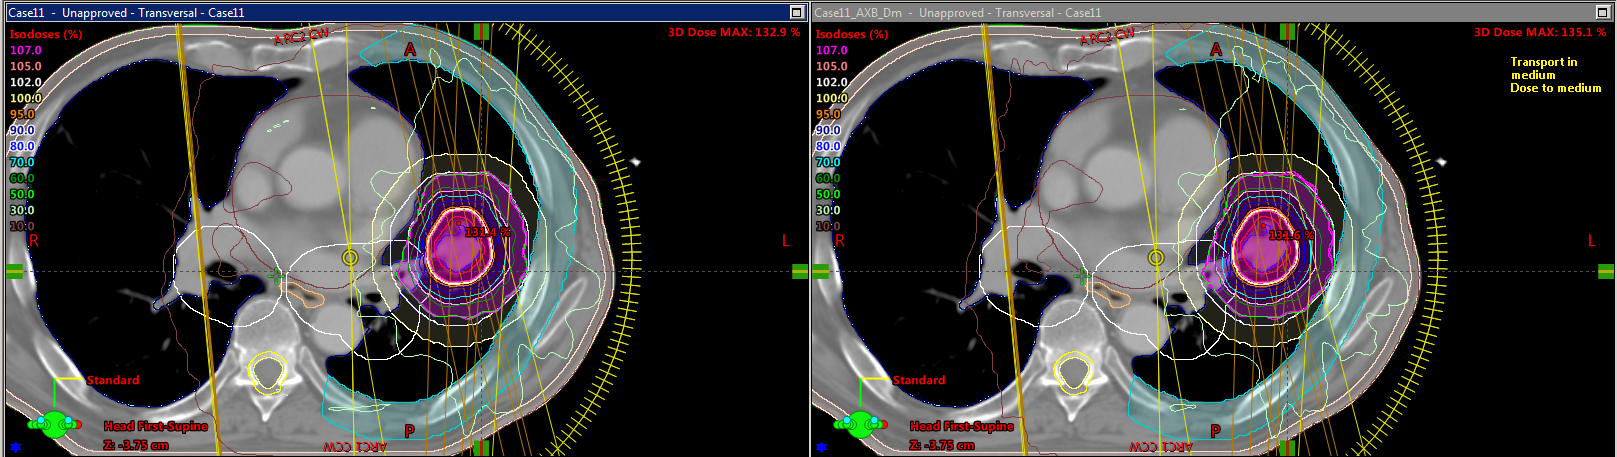 Case11 - Unapproved - Transversal - Case11
Isodoses (%)
107.0
105.0
102.0
100.0
95.0
90.0
80.0
70.0
60.0
50.0
30.0
10.0
ARC2 CW
A
3D Dose MAX: 132.9 %
R
131.4 %
L
Standard
Head First-Supine
Z: -3.75 cm
P
ARC1 CCW
Case11_AXB_Dm - Unapproved - Transversal - Case11
Isodoses (%)
107.0
105.0
102.0
100.0
95.0
90.0
80.0
70.0
60.0
50.0
30.0
10.0
ARC2 CW
A
3D Dose MAX: 135.1 %
Transport in
medium
Dose to medium
R
L
Standard
Head First-Supine
Z: -3.75 cm
P
ARC1 CCW